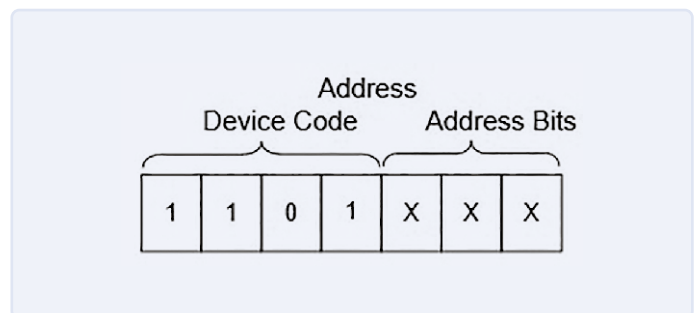 Address
Device Code Address Bits
1 1 0 1 X X X